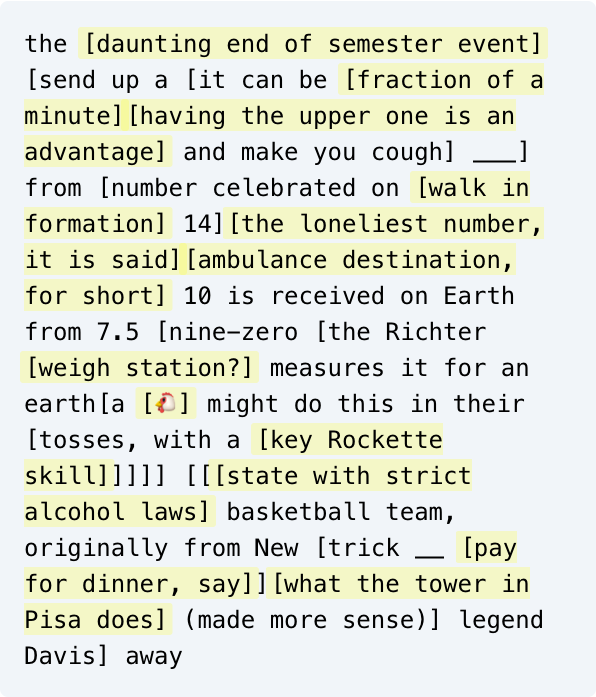 the [daunting end of semester event]
[send up a [it can be [fraction of a
minute][having the upper one is an
advantage] and make you cough] ___]
from [number celebrated on [walk in
formation] 14][the loneliest number,
it is said][ambulance destination,
for short] 10 is received on Earth
from 7.5 [nine-zero [the Richter
[weigh station?] measures it for an
earth[a [🐔] might do this in their
[tosses, with a [key Rockette
skill]]]]] [[[state with strict
alcohol laws] basketball team,
originally from New [trick __ [pay
for dinner, say]][what the tower in
Pisa does] (made more sense)] legend
Davis] away